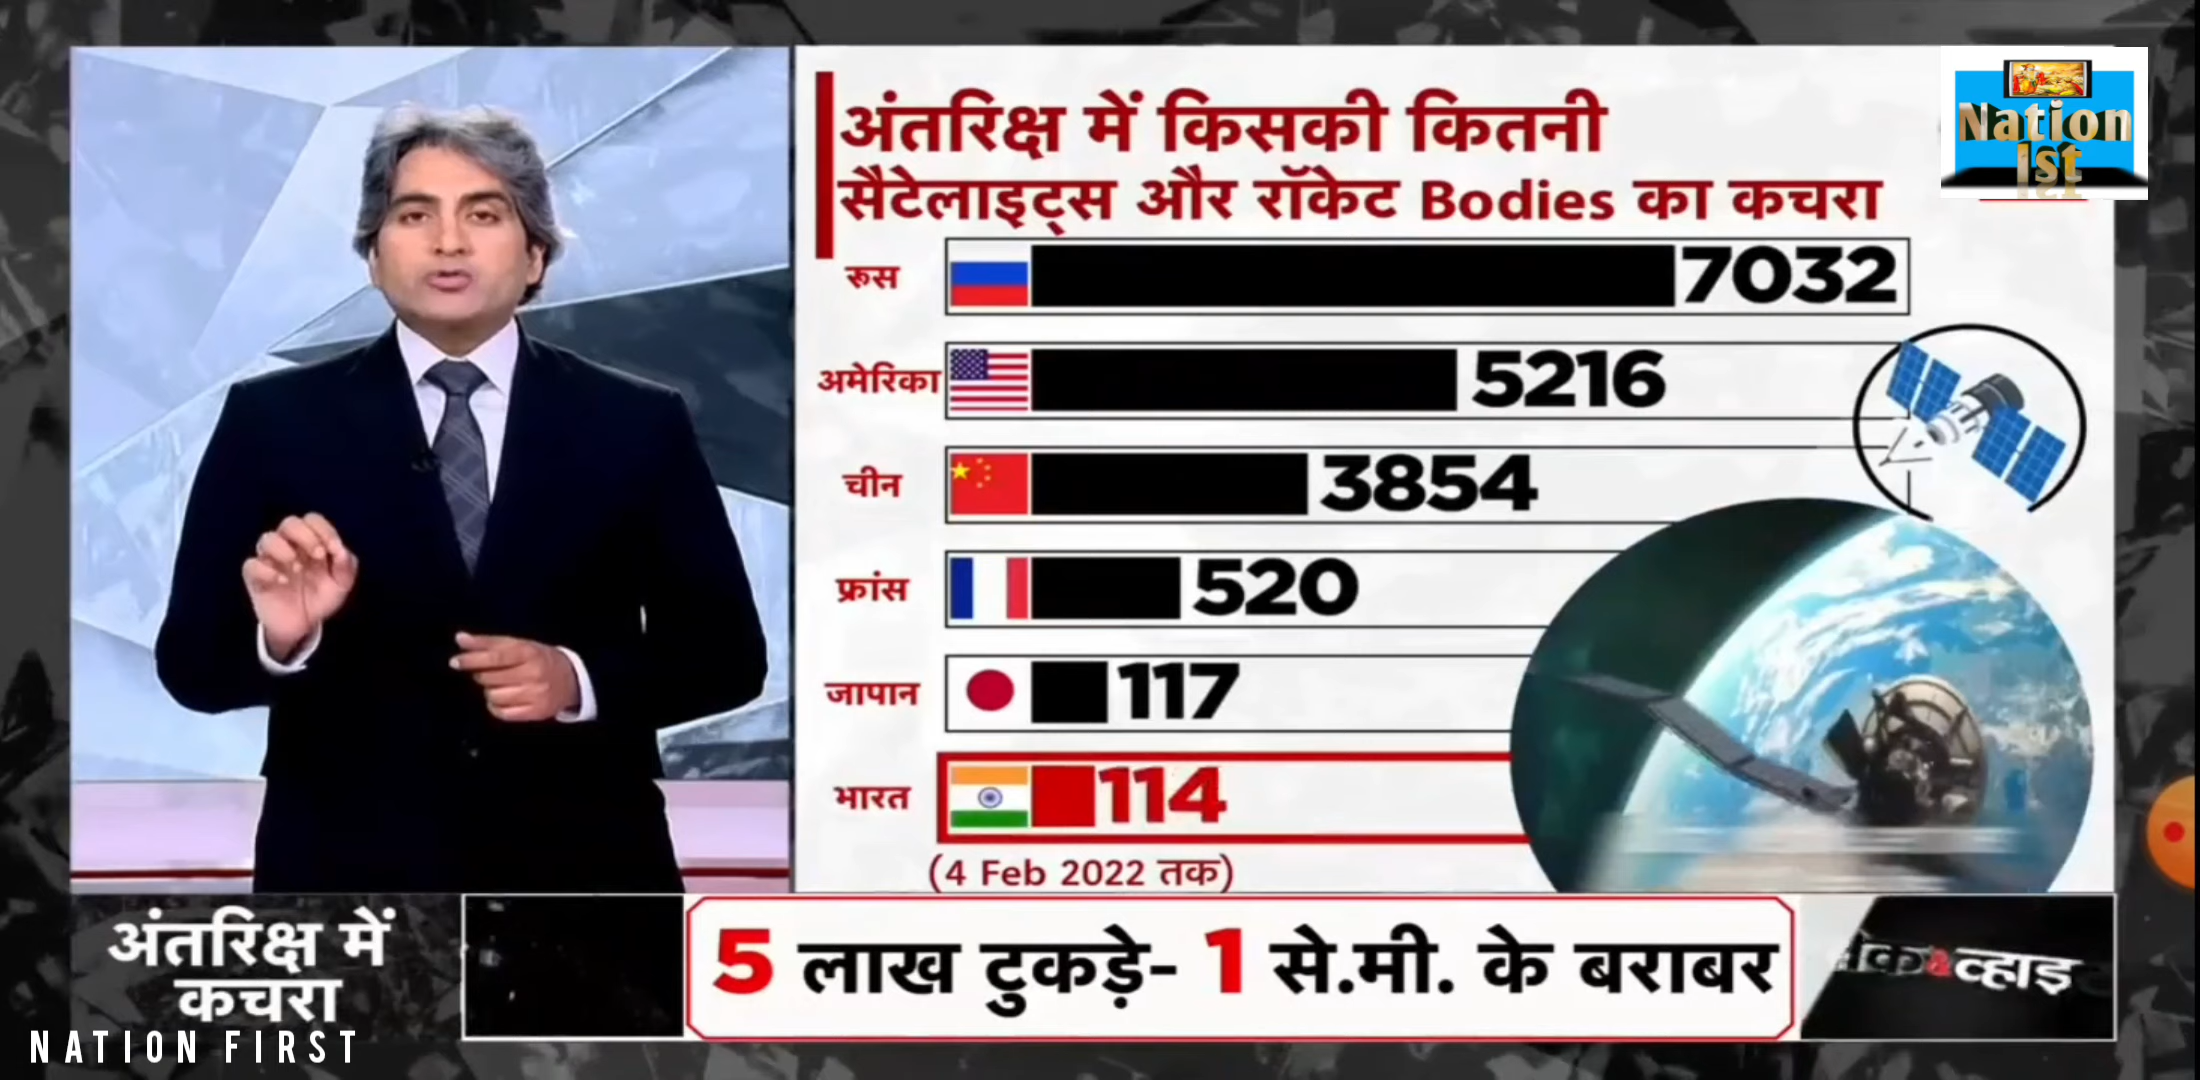 अंतरिक्ष में किसकी कितनी
सैटेलाइट्स और रॉकेट Bodies का कचरा
Nation
1st
रूस 7032
अमेरिका 5216
चीन 3854
फ्रांस 520
जापान 117
भारत 114
(4 Feb 2022 तक)
अंतरिक्ष में
कचरा
5 लाख टुकड़े- 1 से.मी. के बराबर
NATION FIRST